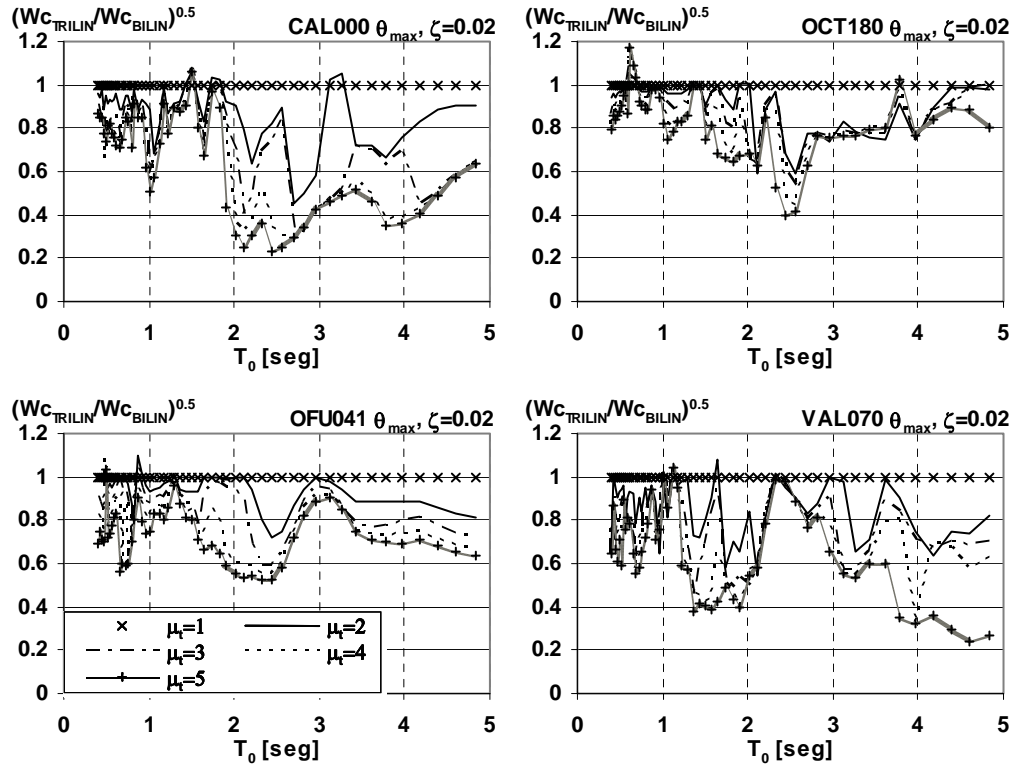 (Wc_TRILIN/Wc_BILIN)^0.5 CAL000 θ_max, ζ=0.02
1.2
1
0.8
0.6
0.4
0.2
0
0 1 2 3 4 5
T_0 [seg]
(Wc_TRILIN/Wc_BILIN)^0.5 OCT180 θ_max, ζ=0.02
1.2
1
0.8
0.6
0.4
0.2
0
0 1 2 3 4 5
T_0 [seg]
(Wc_TRILIN/Wc_BILIN)^0.5 OFU041 θ_max, ζ=0.02
1.2
1
0.8
0.6
0.4
0.2
0
μ_t=1 μ_t=2
μ_t=3 μ_t=4
μ_t=5
0 1 2 3 4 5
T_0 [seg]
(Wc_TRILIN/Wc_BILIN)^0.5 VAL070 θ_max, ζ=0.02
1.2
1
0.8
0.6
0.4
0.2
0
0 1 2 3 4 5
T_0 [seg]